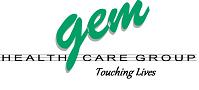 gem
HEALTH CARE GROUP
Touching Lives